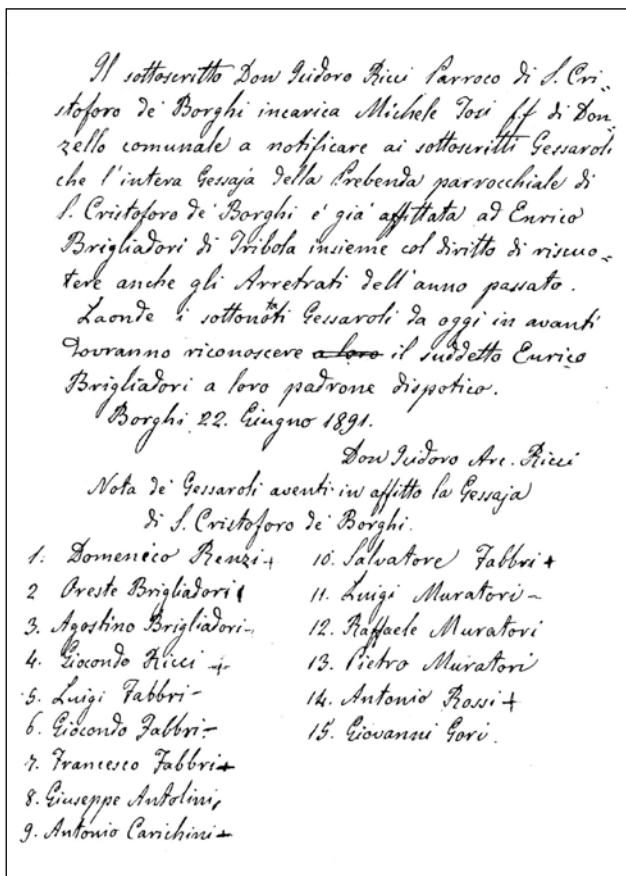 Il sottoscritto Don Isidoro Ricci Parroco di S. Cri-
stoforo de' Borghi incarica Michele Tosi f.f di Don-
zello comunale a notificare ai sottoscritti Gessaroli
che l'intera Gessaja della Prebenda parrocchiale di
S. Cristoforo de' Borghi e' gia' affittata ad Enrico
Brigliadori di Tribola insieme col diritto di riscuo-
tere anche gli Arretrati dell'anno passato.
Laonde i sottonotati Gessaroli da oggi in avanti
dovranno riconoscere a loro il suddetto Enrico
Brigliadori a loro padrone dispotico.
Borghi 22. Giugno 1891.
Don Isidoro Arc. Ricci
Nota de' Gessaroli aventi in affitto la Gessaja
di S. Cristoforo de' Borghi.
1. Domenico Renzi +
2 Oreste Brigliadori
3. Agostino Brigliadori -
4. Giocondo Ricci +
5. Luigi Fabbri -
6. Giocondo Fabbri -
7. Francesco Fabbri +
8. Giuseppe Antolini
9. Antonio Carichini +
10. Salvatore Fabbri +
11. Luigi Muratori -
12. Raffaele Muratori
13. Pietro Muratori
14. Antonio Rossi +
15. Giovanni Gori.